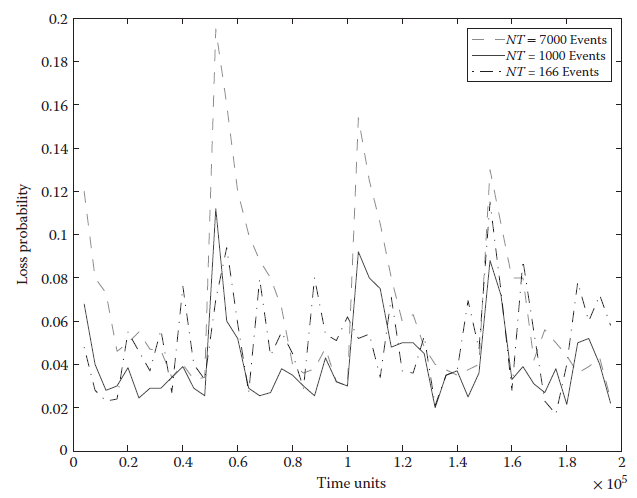 0.2
0.18
0.16
0.14
0.12
0.1
0.08
0.06
0.04
0.02
0
Loss probability
NT = 7000 Events
NT = 1000 Events
NT = 166 Events
0 0.2 0.4 0.6 0.8 1 1.2 1.4 1.6 1.8 2
Time units
× 10⁵